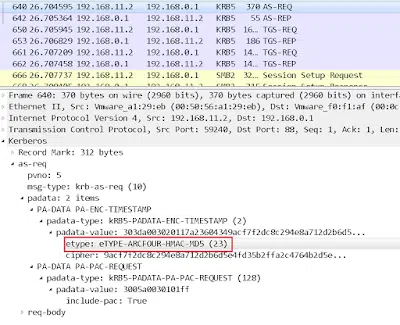 640 26.704595 192.168.11.2 192.168.0.1 KRB5 370 AS-REQ
642 26.705364 192.168.0.1 192.168.11.2 KRB5 55 AS-REP
650 26.705945 192.168.11.2 192.168.0.1 KRB5 16... TGS-REQ
653 26.706829 192.168.0.1 192.168.11.2 KRB5 186 TGS-REP
661 26.707209 192.168.11.2 192.168.0.1 KRB5 16... TGS-REQ
662 26.707458 192.168.0.1 192.168.11.2 KRB5 14... TGS-REP
666 26.707737 192.168.11.2 192.168.0.1 SMB2 32... Session Setup Request
Frame 640: 370 bytes on wire (2960 bits), 370 bytes captured (2960 bits) on interfa
Ethernet II, Src: Vmware_a1:29:eb (00:50:56:a1:29:eb), Dst: Vmware_f0:f1:af (00:0c
Internet Protocol Version 4, Src: 192.168.11.2, Dst: 192.168.0.1
Transmission Control Protocol, Src Port: 59240, Dst Port: 88, Seq: 1, Ack: 1, Len:
Kerberos
Record Mark: 312 bytes
as-req
pvno: 5
msg-type: krb-as-req (10)
padata: 2 items
PA-DATA PA-ENC-TIMESTAMP
padata-type: kRB5-PADATA-ENC-TIMESTAMP (2)
padata-value: 303da003020117a23604349acf7f2dc8c294e8a712d2b6d5...
etype: eTYPE-ARCFOUR-HMAC-MD5 (23)
cipher: 9acf7f2dc8c294e8a712d2b6d5e4fd35b2ffa2c4764b2d5e...
PA-DATA PA-PAC-REQUEST
padata-type: kRB5-PADATA-PA-PAC-REQUEST (128)
padata-value: 3005a0030101ff
include-pac: True
req-body